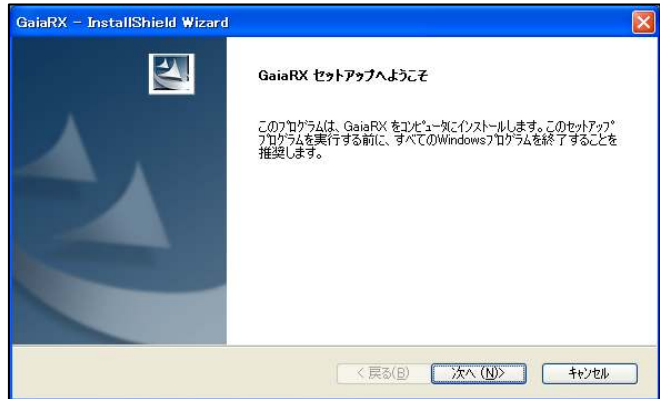 GaiaRX - InstallShield Wizard
GaiaRX セットアップへようこそ
このプログラムは、GaiaRX をコンピュータにインストールします。このセットアップ
プログラムを実行する前に、すべてのWindowsプログラムを終了することを
推奨します。
< 戻る(B)
次へ (N)>
キャンセル